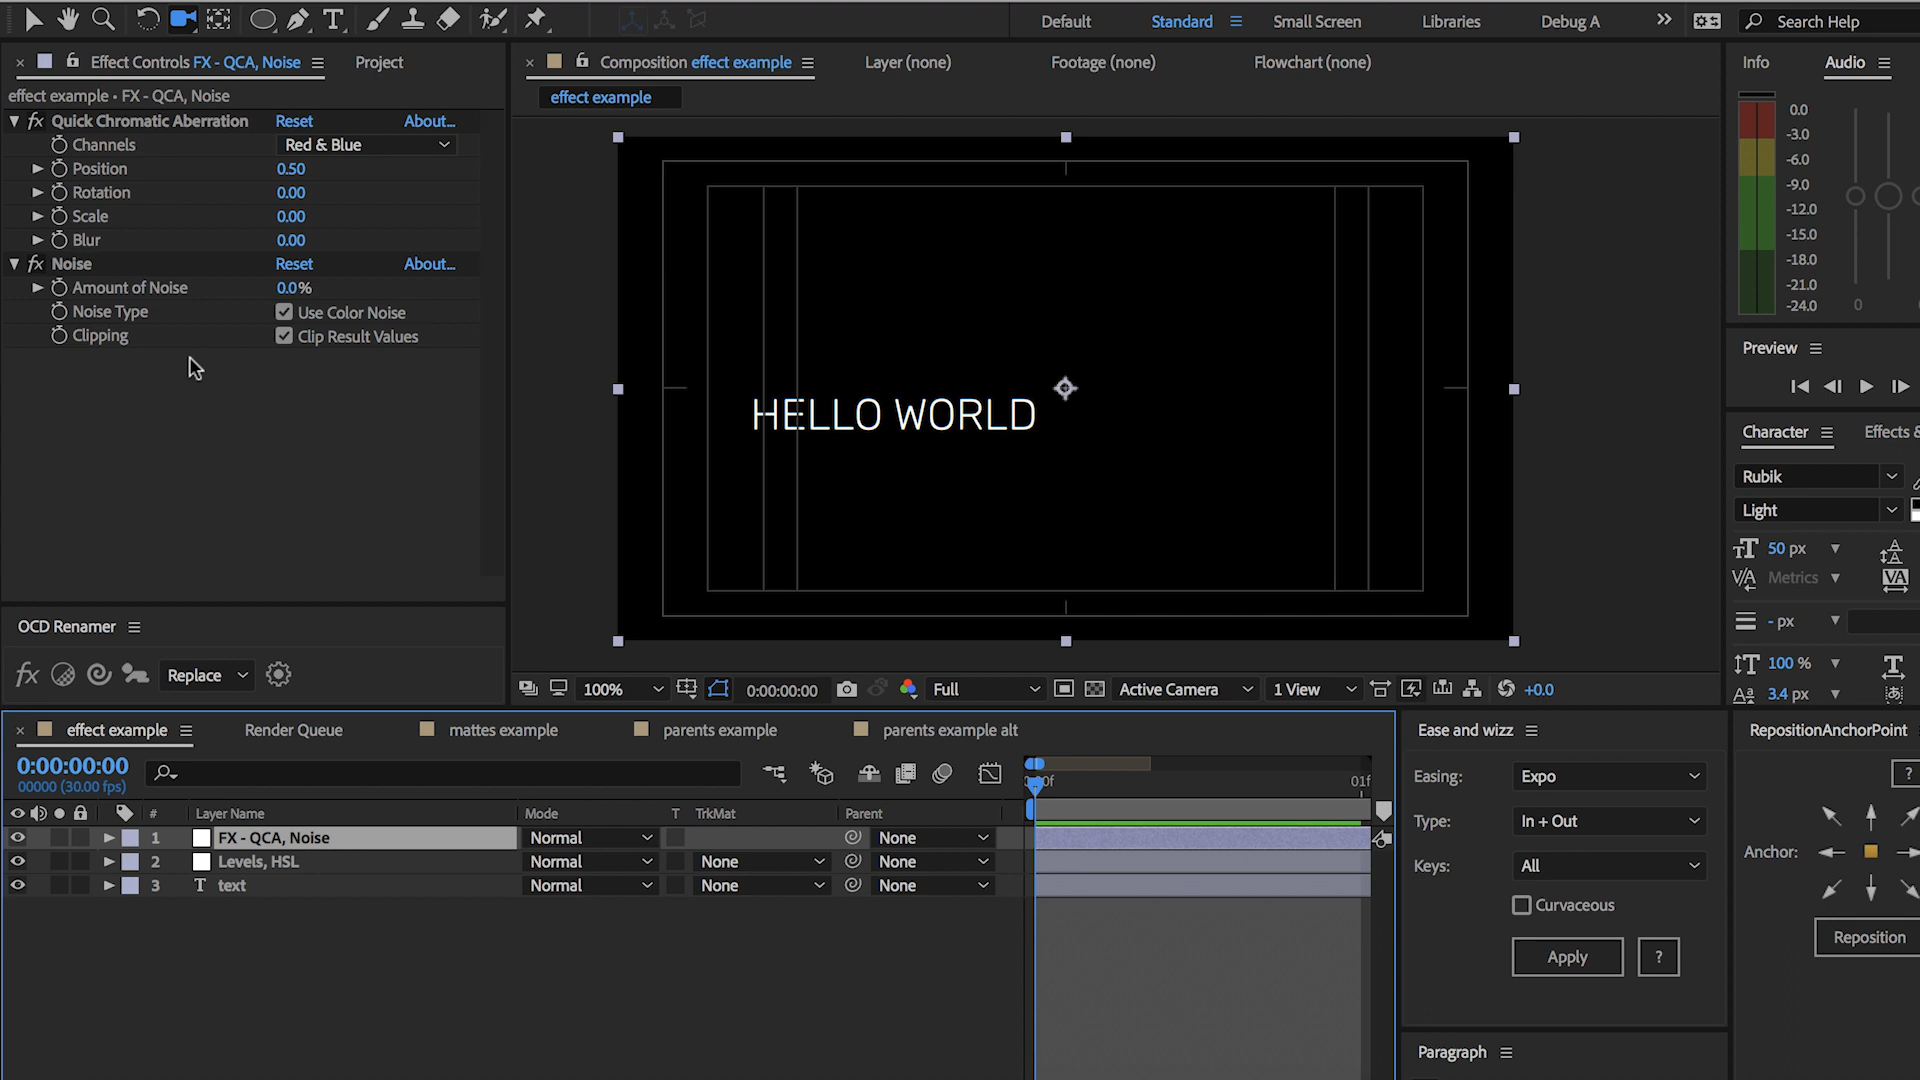 Default
Standard
Small Screen
Libraries
Debug A
Search Help
Effect Controls FX - QCA, Noise
Project
effect example • FX - QCA, Noise
fx Quick Chromatic Aberration Reset About...
Channels Red & Blue
Position 0.50
Rotation 0.00
Scale 0.00
Blur 0.00
fx Noise Reset About...
Amount of Noise 0.0%
Noise Type Use Color Noise
Clipping Clip Result Values
OCD Renamer
fx Replace
Composition effect example
Layer (none)
Footage (none)
Flowchart (none)
effect example
HELLO WORLD
100%
0:00:00:00
Full
Active Camera
1 View
+0.0
Info
Audio
0.0
-3.0
-6.0
-9.0
-12.0
-15.0
-18.0
-21.0
-24.0
0
Preview
Character
Effects &
Rubik
Light
50 px
Metrics
- px
100 %
3.4 px
effect example
Render Queue
mattes example
parents example
parents example alt
0:00:00:00
00000 (30.00 fps)
01f
# Layer Name Mode T TrkMat Parent
1 FX - QCA, Noise Normal None
2 Levels, HSL Normal None None
3 T text Normal None None
Ease and wizz
Easing: Expo
Type: In + Out
Keys: All
Curvaceous
Apply ?
Paragraph
RepositionAnchorPoint
?
Anchor:
Reposition